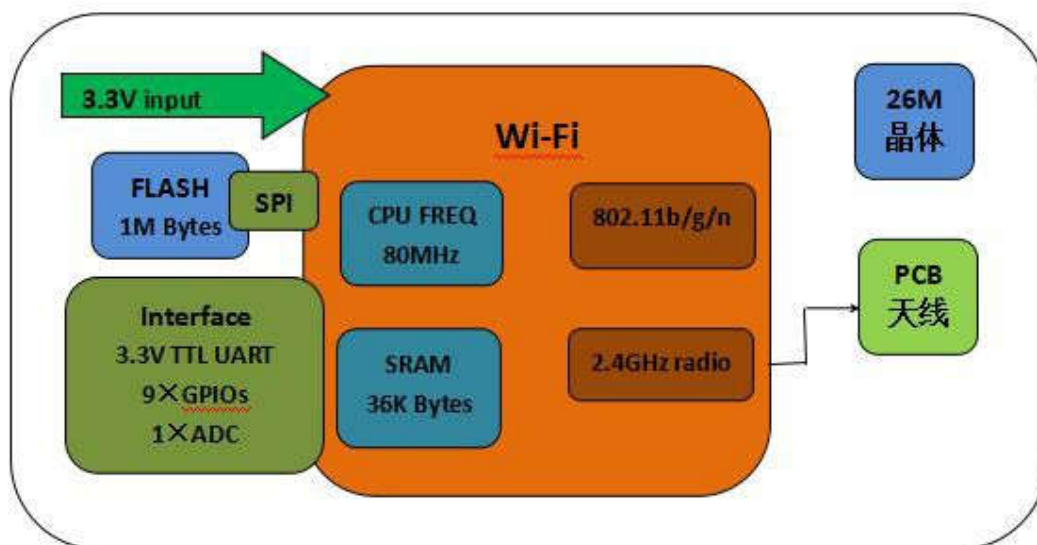 3.3V input
Wi-Fi
26M
晶体
FLASH
1M Bytes
SPI
CPU FREQ
80MHz
802.11b/g/n
PCB
天线
Interface
3.3V TTL UART
9×GPIOs
1×ADC
SRAM
36K Bytes
2.4GHz radio